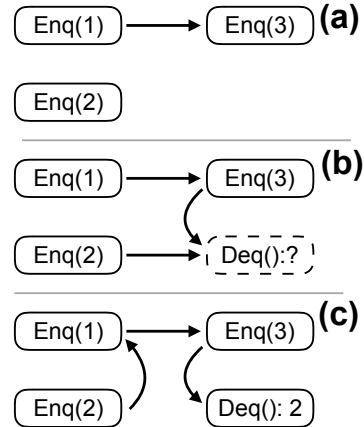 Enq(1) Enq(3) (a)
Enq(2)
(b)
Enq(1) Enq(3)
Enq(2) Deq():?
(c)
Enq(1) Enq(3)
Enq(2) Deq(): 2